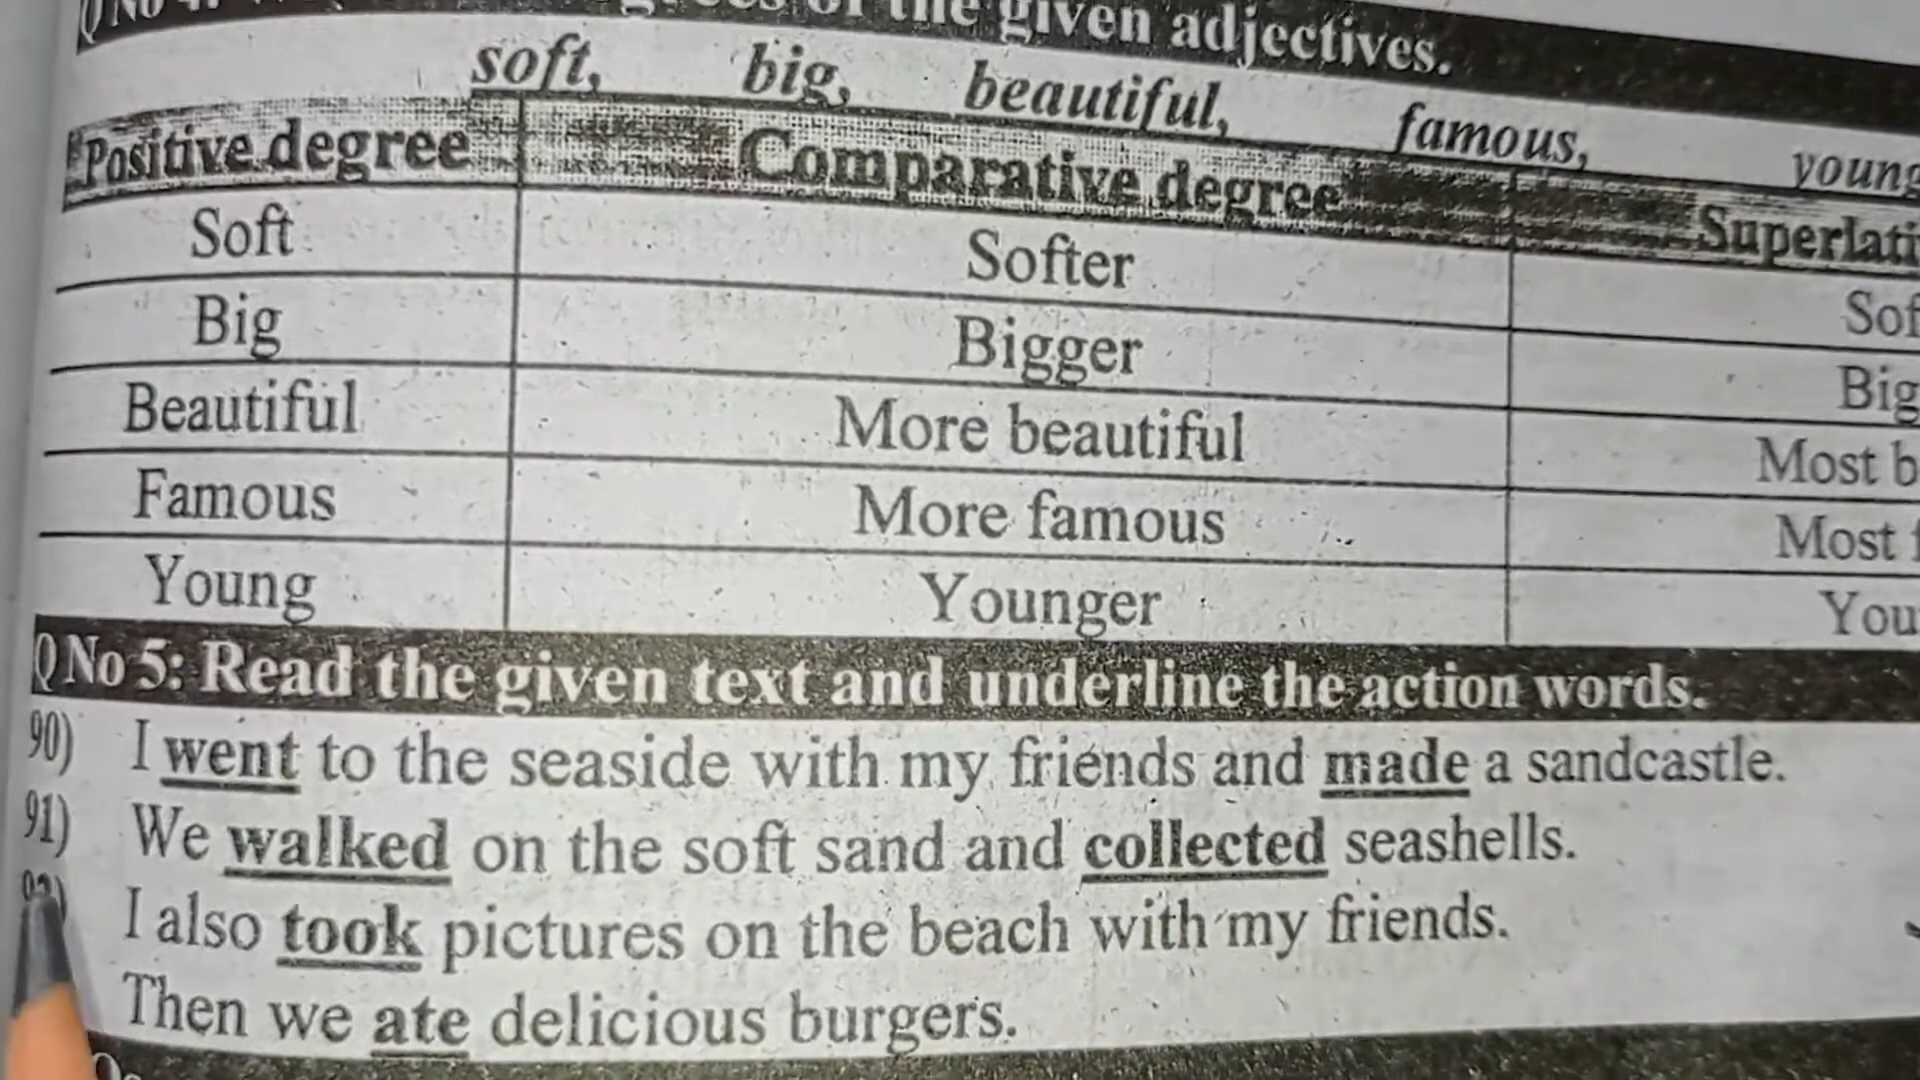 Q No 4: the given adjectives.
soft, big, beautiful, famous, young
Positive degree Comparative degree Superlati
Soft Softer Sof
Big Bigger Big
Beautiful More beautiful Most b
Famous More famous Most f
Young Younger You
Q No 5: Read the given text and underline the action words.
90) I went to the seaside with my friends and made a sandcastle.
91) We walked on the soft sand and collected seashells.
I also took pictures on the beach with my friends.
Then we ate delicious burgers.